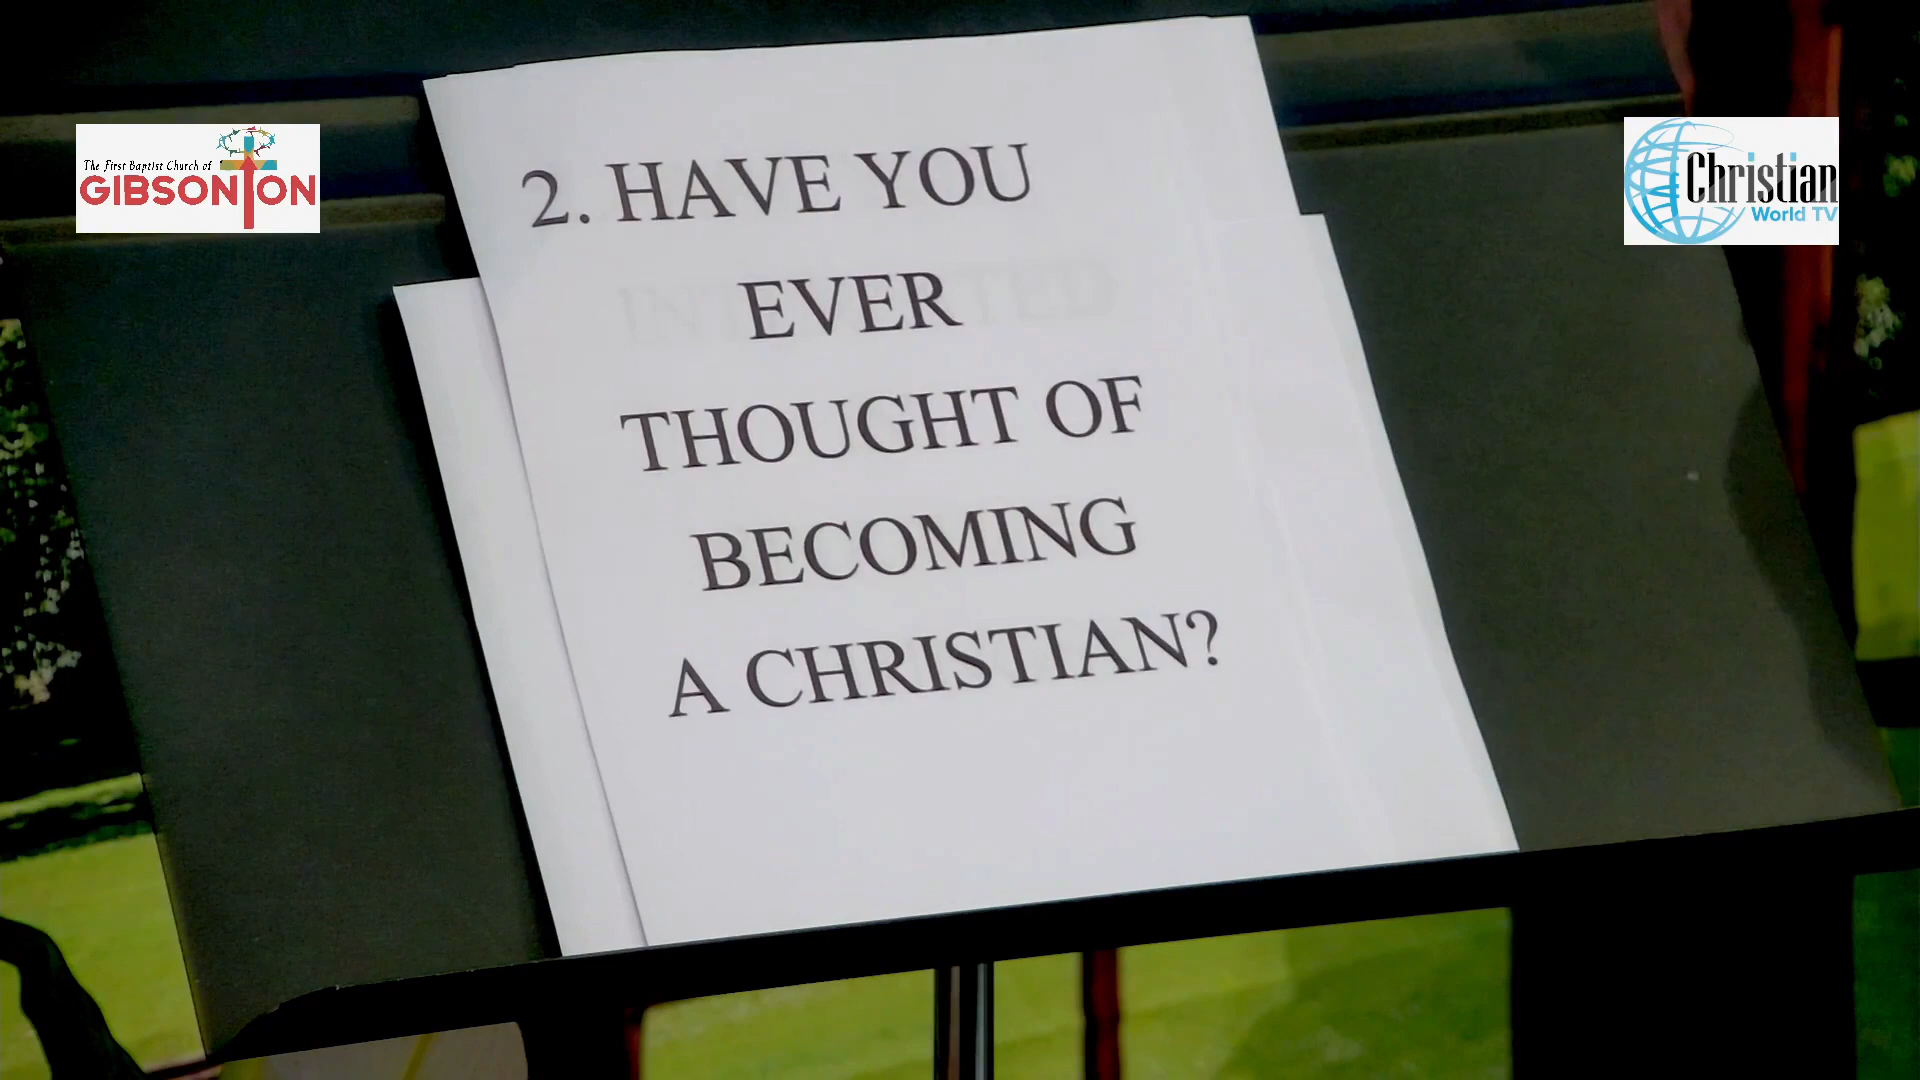 The First Baptist Church of
GIBSONTON
Christian
World TV
2. HAVE YOU
EVER
THOUGHT OF
BECOMING
A CHRISTIAN?